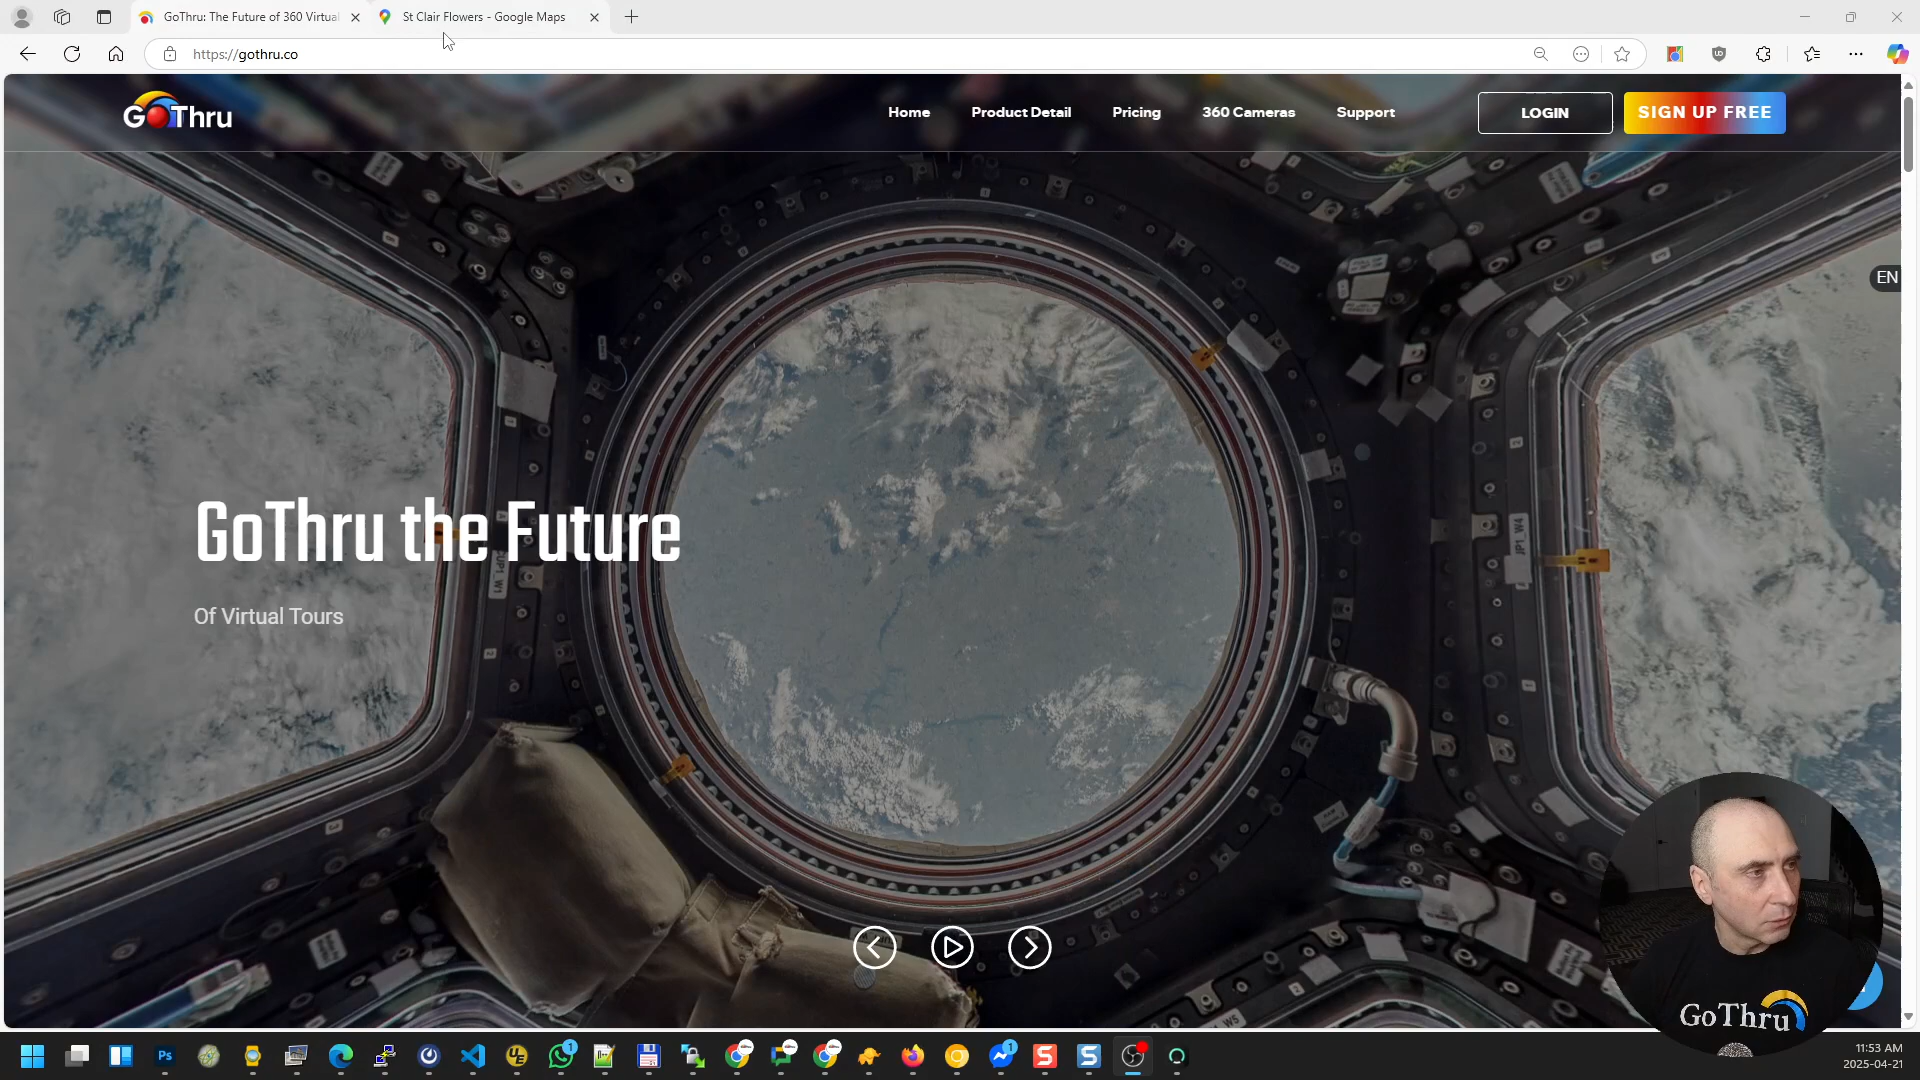 GoThru: The Future of 360 Virtual
St Clair Flowers - Google Maps
https://gothru.co
GoThru
Home
Product Detail
Pricing
360 Cameras
Support
LOGIN
SIGN UP FREE
EN
GoThru the Future
Of Virtual Tours
JP1_W4
GoThru
11:53 AM
2025-04-21